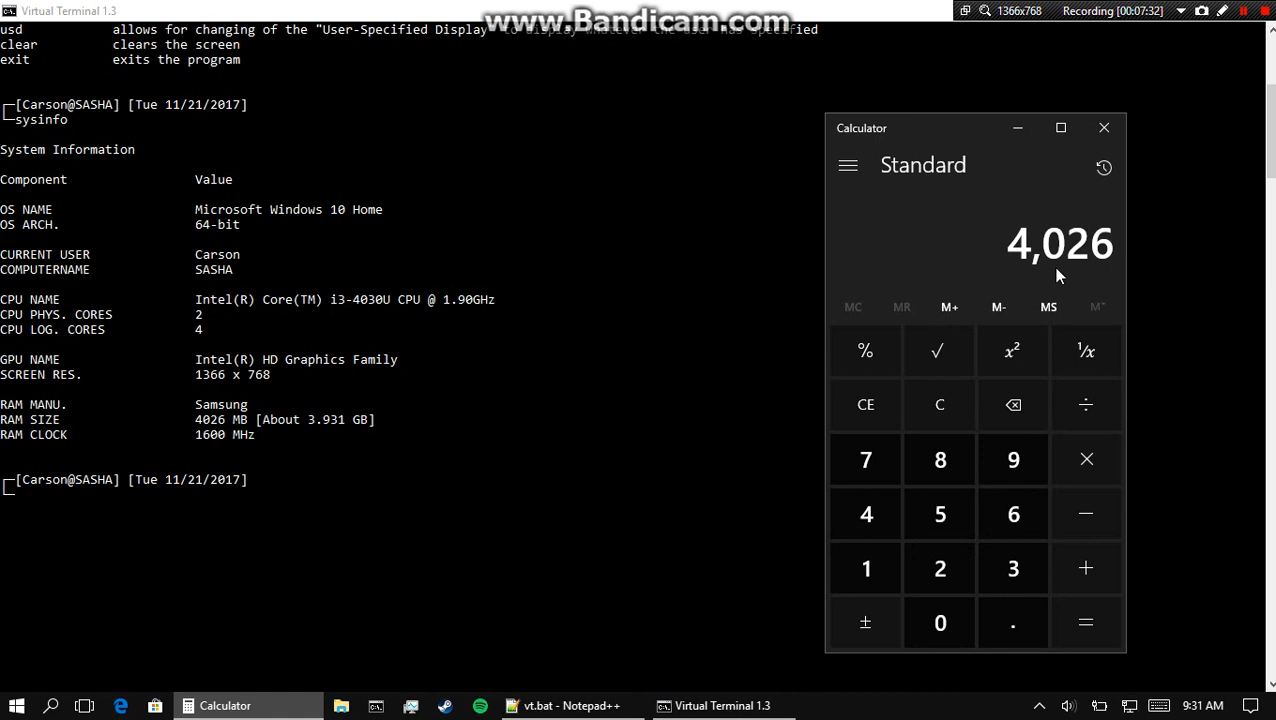 Virtual Terminal 1.3
www.Bandicam.com
1366x768
Recording [00:07:32]
usd allows for changing of the "User-Specified Display" to display whatever the user has specified
clear clears the screen
exit exits the program
[Carson@SASHA] [Tue 11/21/2017]
sysinfo
System Information
Component Value
OS NAME Microsoft Windows 10 Home
OS ARCH. 64-bit
CURRENT USER Carson
COMPUTERNAME SASHA
CPU NAME Intel(R) Core(TM) i3-4030U CPU @ 1.90GHz
CPU PHYS. CORES 2
CPU LOG. CORES 4
GPU NAME Intel(R) HD Graphics Family
SCREEN RES. 1366 x 768
RAM MANU. Samsung
RAM SIZE 4026 MB [About 3.931 GB]
RAM CLOCK 1600 MHz
[Carson@SASHA] [Tue 11/21/2017]
Calculator
Standard
4,026
MC MR M+ M- MS M˅
% √ x² ¹/x
CE C ÷
7 8 9 ×
4 5 6 −
1 2 3 +
± 0 . =
Calculator
vt.bat - Notepad++
Virtual Terminal 1.3
9:31 AM